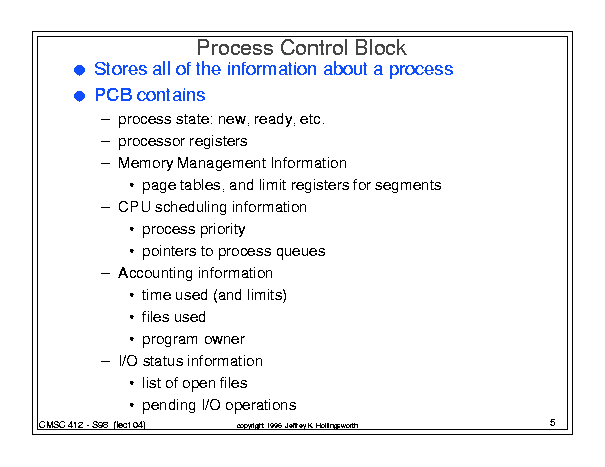 Process Control Block
Stores all of the information about a process
PCB contains
– process state: new, ready, etc.
– processor registers
– Memory Management Information
• page tables, and limit registers for segments
– CPU scheduling information
• process priority
• pointers to process queues
– Accounting information
• time used (and limits)
• files used
• program owner
– I/O status information
• list of open files
• pending I/O operations
CMSC 412 - S98 (lect 04)
copyright 1996 Jeffrey K. Hollingsworth
5